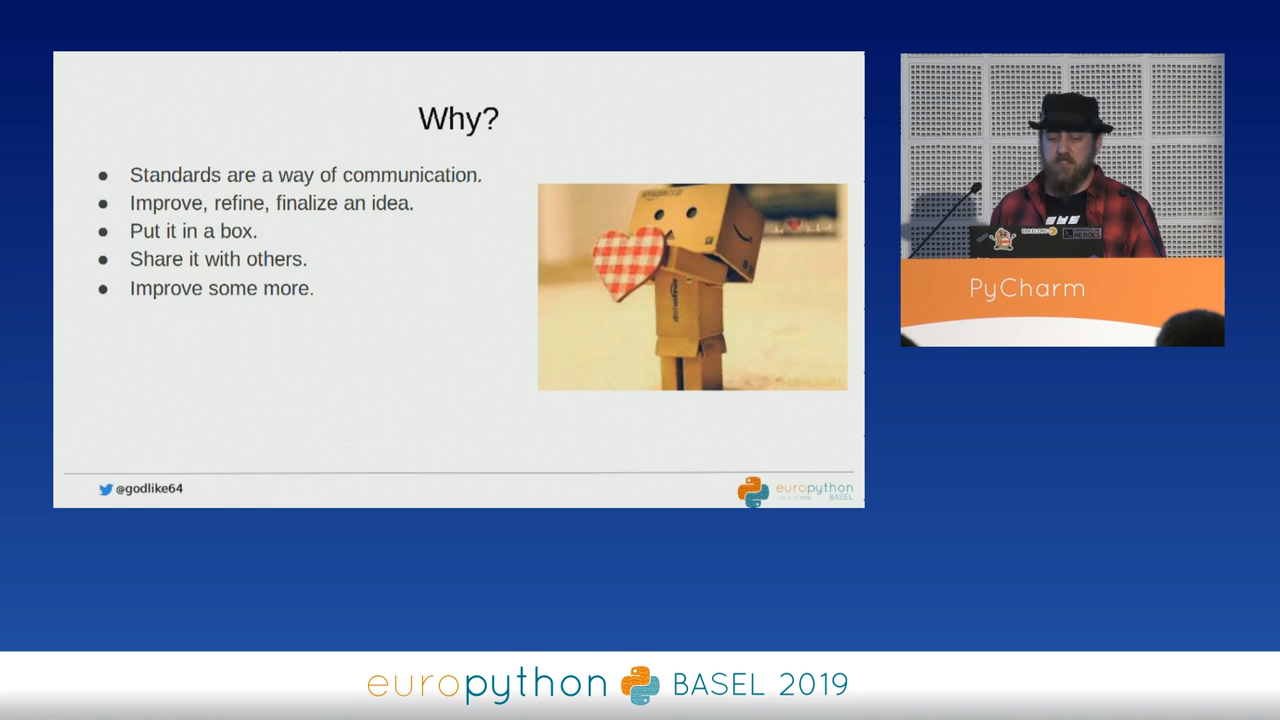 Why?
● Standards are a way of communication.
● Improve, refine, finalize an idea.
● Put it in a box.
● Share it with others.
● Improve some more.
@godlike64
europython
BASEL
PyCharm
europython BASEL 2019